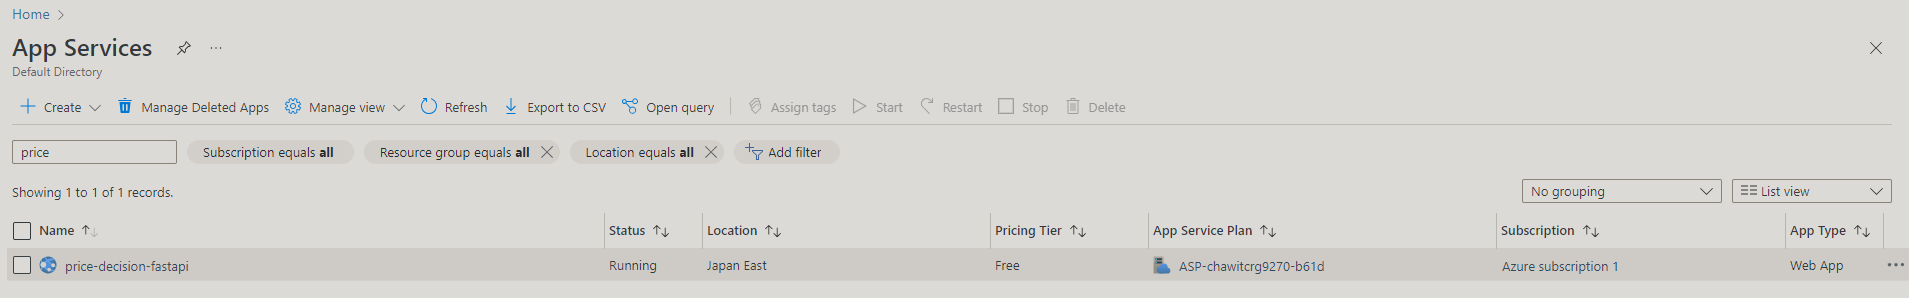 Home
App Services
Default Directory
Create Manage Deleted Apps Manage view Refresh Export to CSV Open query Assign tags Start Restart Stop Delete
price Subscription equals all Resource group equals all Location equals all Add filter
Showing 1 to 1 of 1 records. No grouping List view
Name Status Location Pricing Tier App Service Plan Subscription App Type
price-decision-fastapi Running Japan East Free ASP-chawitcrg9270-b61d Azure subscription 1 Web App